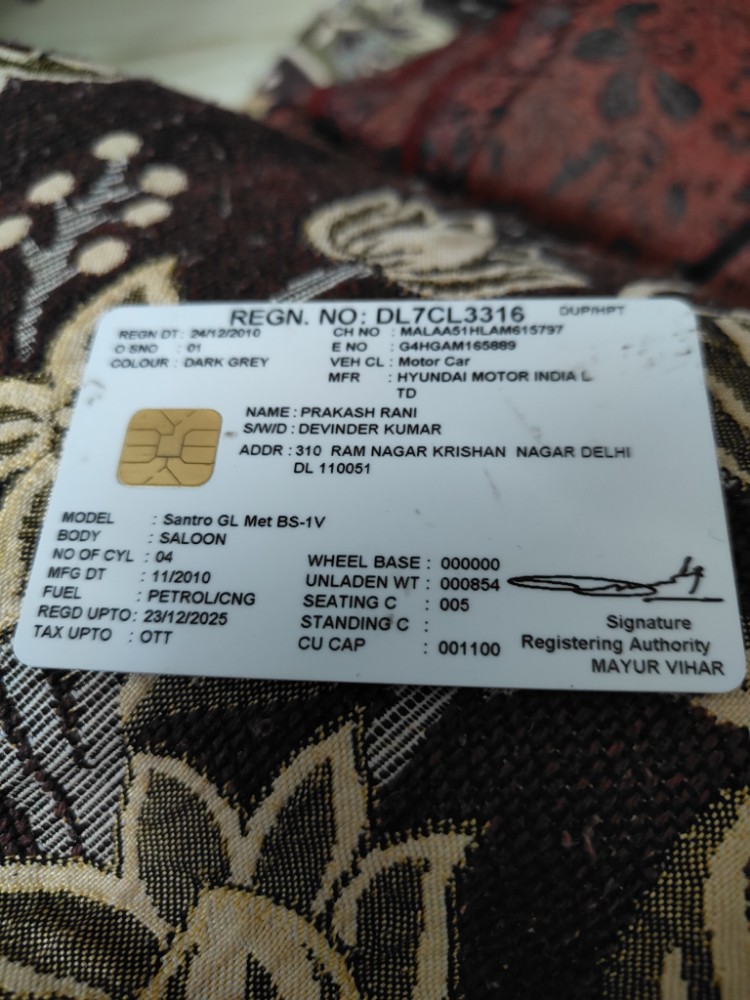 REGN. NO: DL7CL3316 DUP/HPT
REGN DT: 24/12/2010 CH NO : MALAA51HLAM615797
O SNO : 01 E NO : G4HGAM165889
COLOUR : DARK GREY VEH CL : Motor Car
MFR : HYUNDAI MOTOR INDIA L
TD
NAME : PRAKASH RANI
S/W/D : DEVINDER KUMAR
ADDR : 310 RAM NAGAR KRISHAN NAGAR DELHI
DL 110051
MODEL : Santro GL Met BS-1V
BODY : SALOON
NO OF CYL : 04 WHEEL BASE : 000000
MFG DT : 11/2010 UNLADEN WT : 000854
FUEL : PETROL/CNG SEATING C : 005
REGD UPTO: 23/12/2025 STANDING C :
TAX UPTO : OTT CU CAP : 001100
Signature
Registering Authority
MAYUR VIHAR